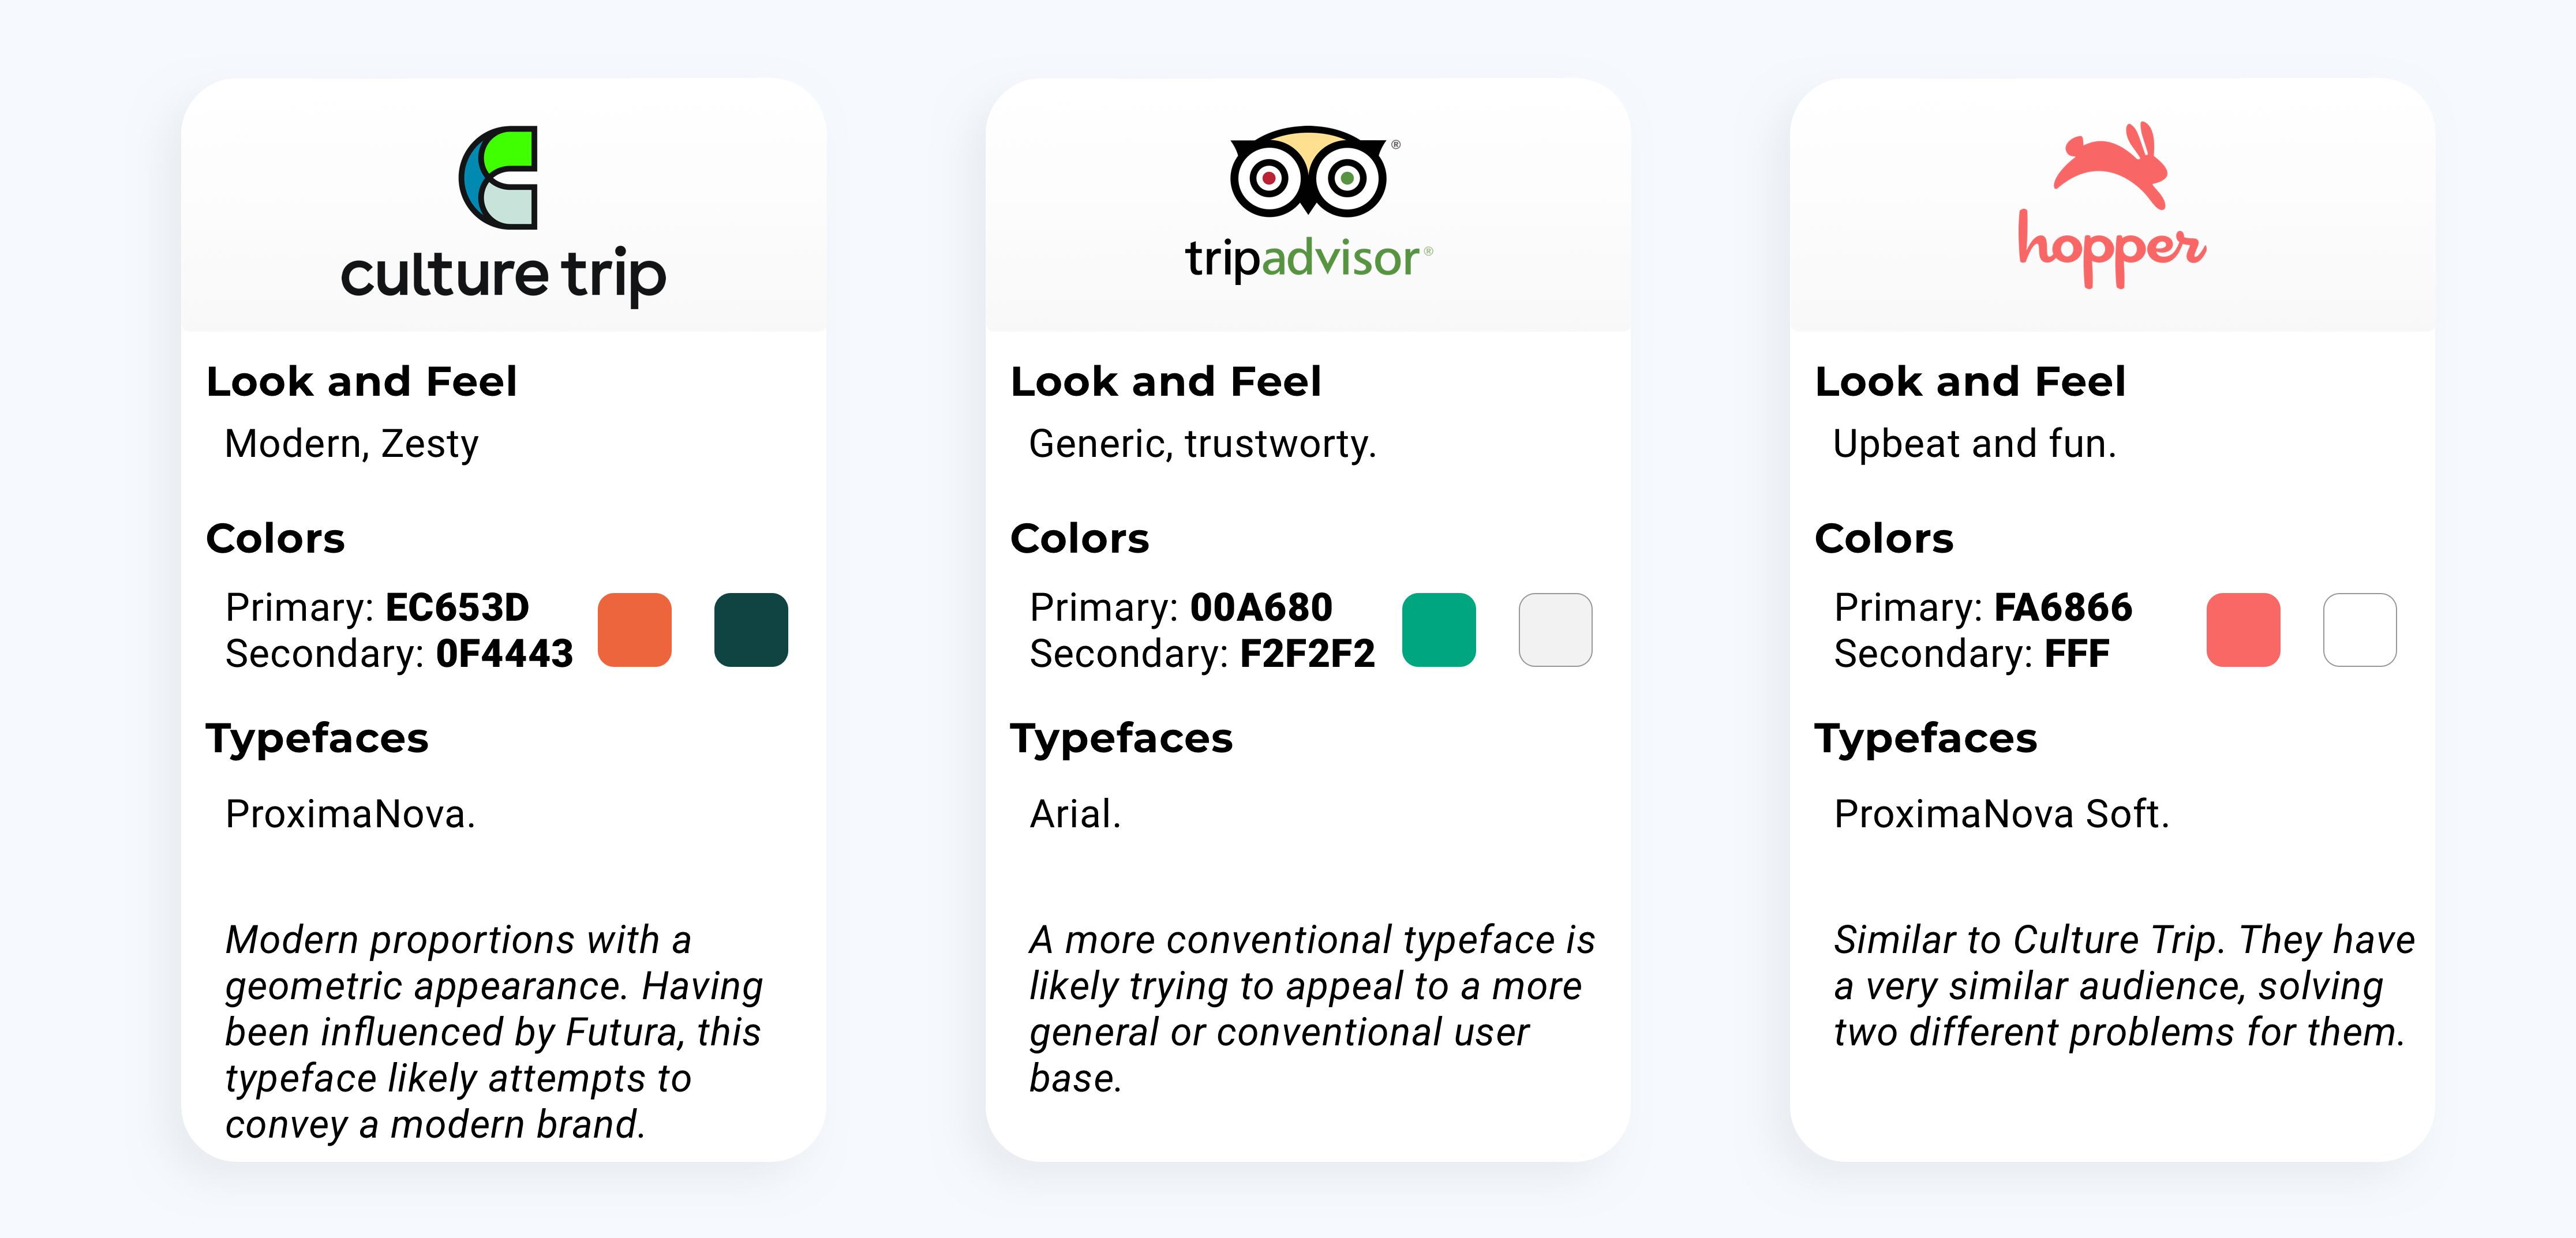 culture trip
Look and Feel
Modern, Zesty
Colors
Primary: EC653D
Secondary: 0F4443
Typefaces
ProximaNova.
Modern proportions with a
geometric appearance. Having
been influenced by Futura, this
typeface likely attempts to
convey a modern brand.
®
tripadvisor®
Look and Feel
Generic, trustworty.
Colors
Primary: 00A680
Secondary: F2F2F2
Typefaces
Arial.
A more conventional typeface is
likely trying to appeal to a more
general or conventional user
base.
hopper
Look and Feel
Upbeat and fun.
Colors
Primary: FA6866
Secondary: FFF
Typefaces
ProximaNova Soft.
Similar to Culture Trip. They have
a very similar audience, solving
two different problems for them.